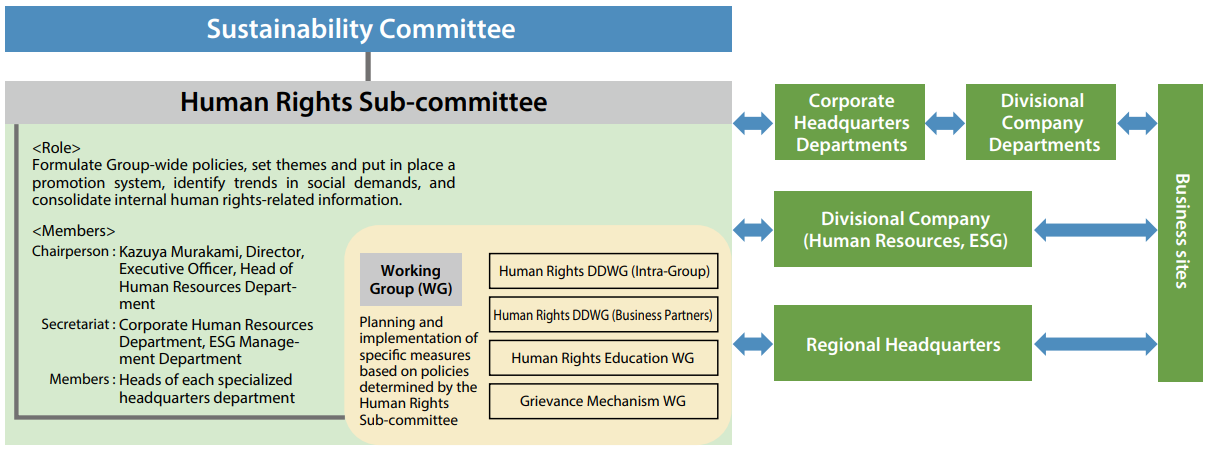 Sustainability Committee
Human Rights Sub-committee
<Role>
Formulate Group-wide policies, set themes and put in place a
promotion system, identify trends in social demands, and
consolidate internal human rights-related information.
<Members>
Chairperson : Kazuya Murakami, Director,
Executive Officer, Head of
Human Resources Depart-
ment
Secretariat : Corporate Human Resources
Department, ESG Manage-
ment Department
Members : Heads of each specialized
headquarters department
Working
Group (WG)
Planning and
implementation of
specific measures
based on policies
determined by the
Human Rights
Sub-committee
Human Rights DDWG (Intra-Group)
Human Rights DDWG (Business Partners)
Human Rights Education WG
Grievance Mechanism WG
Corporate
Headquarters
Departments
Divisional
Company
Departments
Divisional Company
(Human Resources, ESG)
Regional Headquarters
Business sites